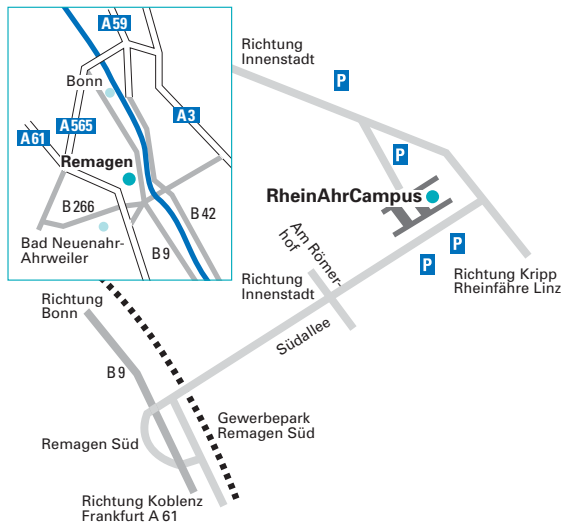 A59
Bonn
A565
A61
A3
Remagen
B 266
B 42
Bad Neuenahr-
Ahrweiler
B 9
Richtung
Innenstadt
P
P
RheinAhrCampus
Am Römer-
hof
P
P
Richtung Kripp
Rheinfähre Linz
Richtung
Innenstadt
Südallee
Richtung
Bonn
B 9
Gewerbepark
Remagen Süd
Remagen Süd
Richtung Koblenz
Frankfurt A 61